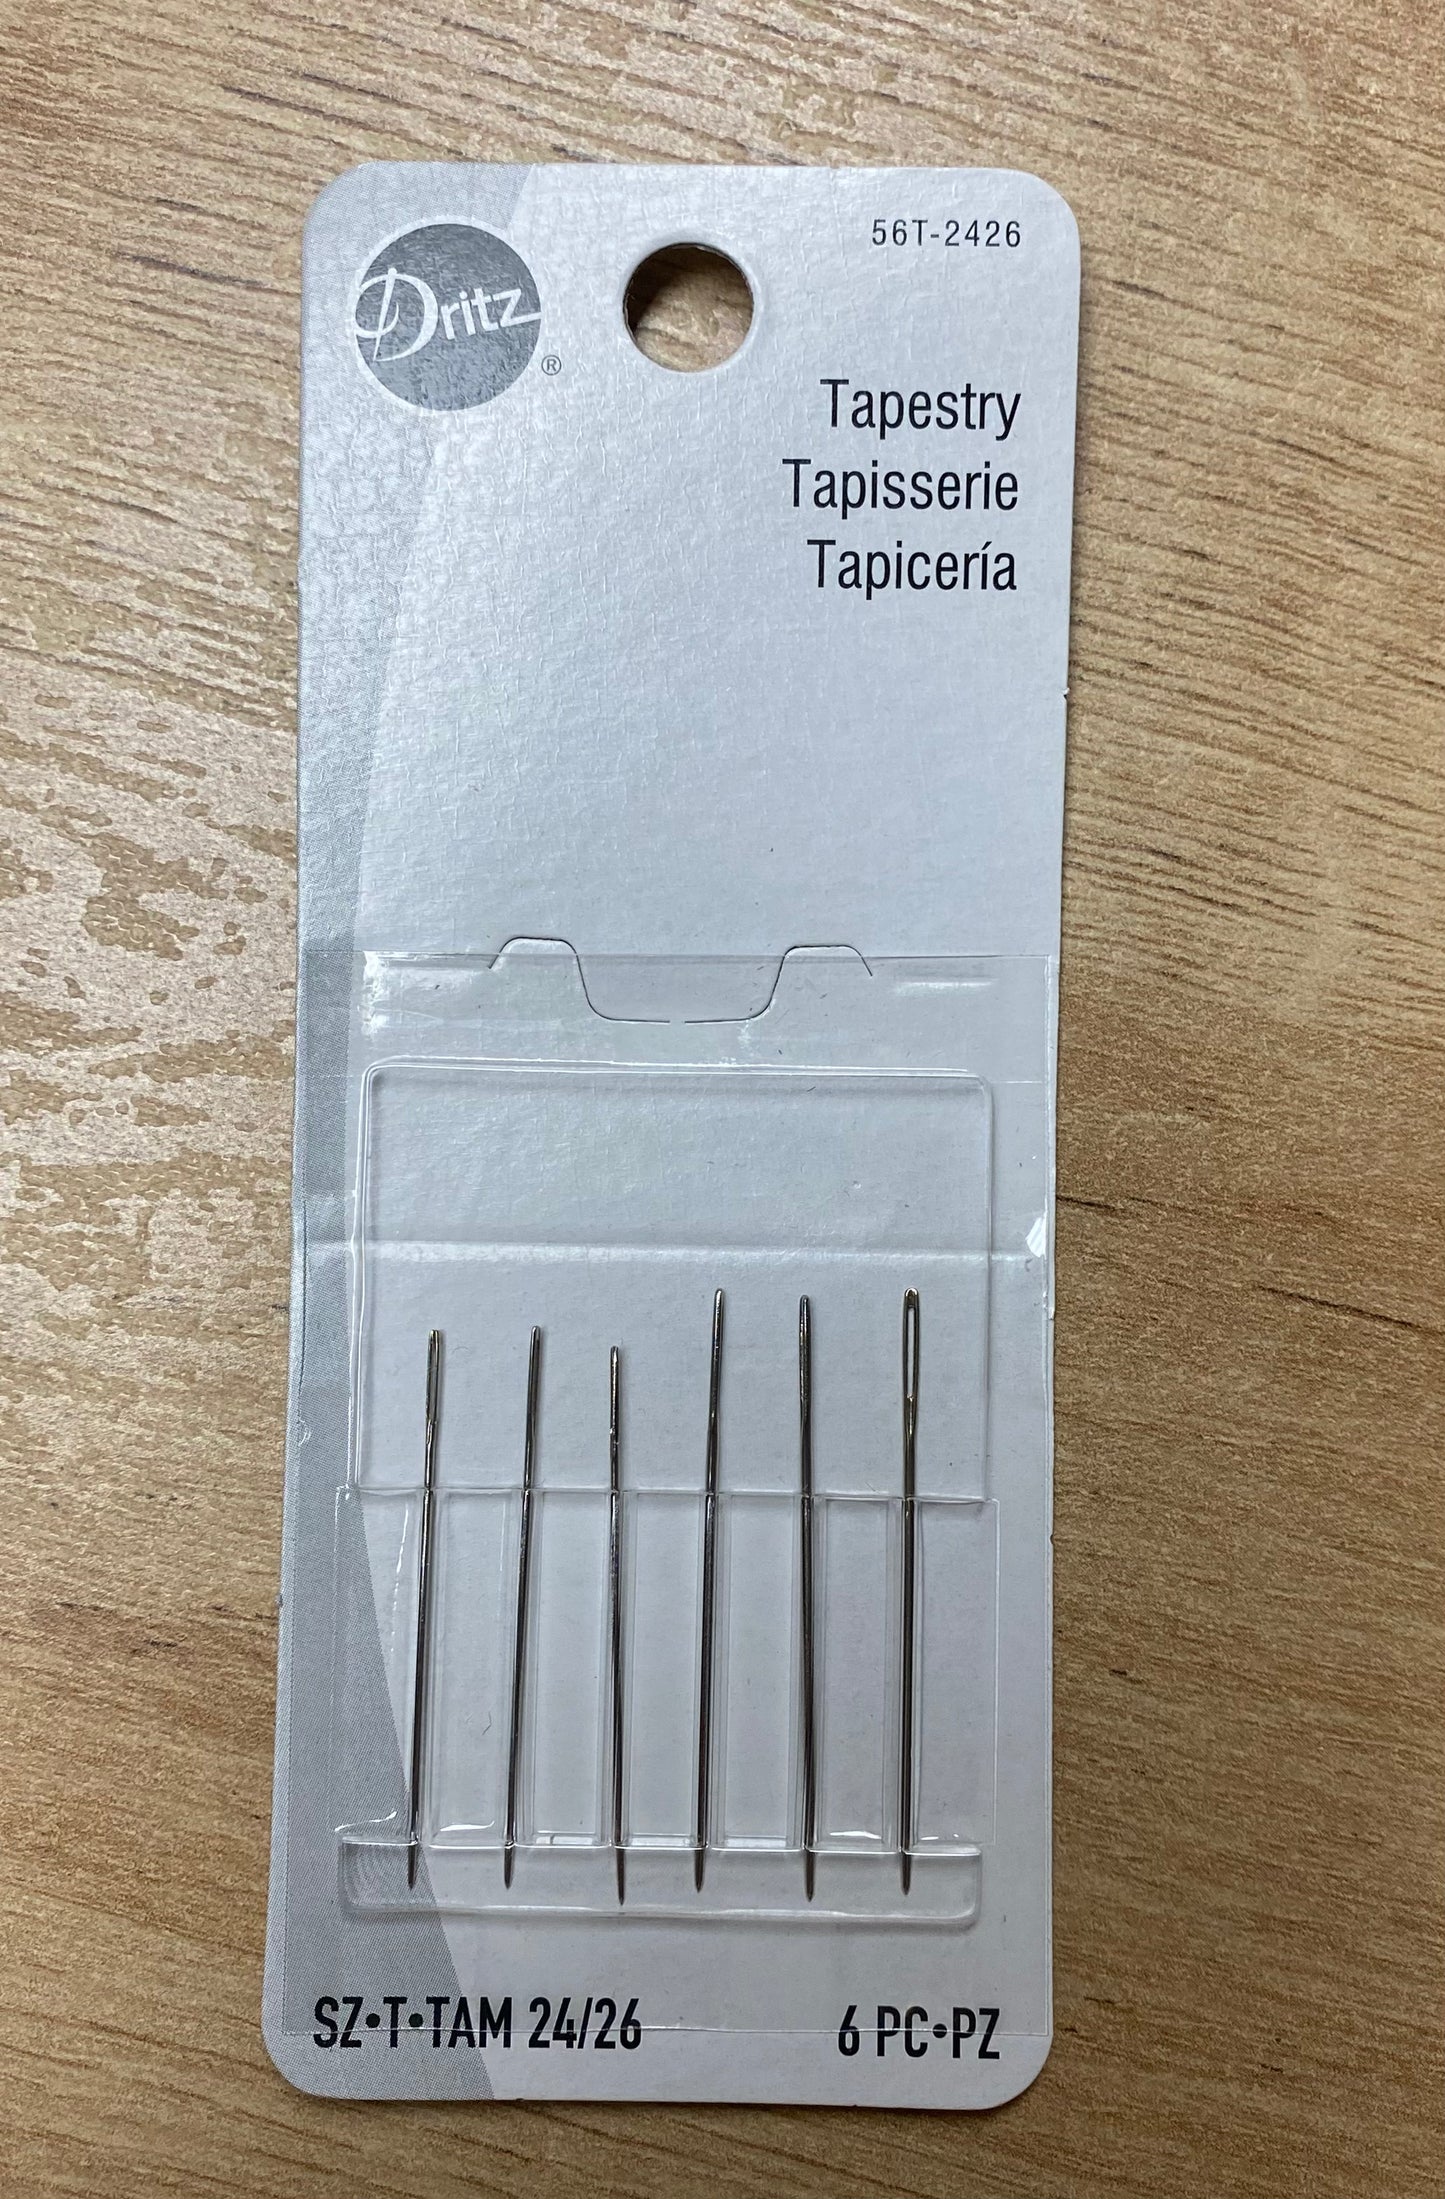 Dritz®
56T-2426
Tapestry
Tapisserie
Tapicería
SZ•T•TAM 24/26
6 PC•PZ